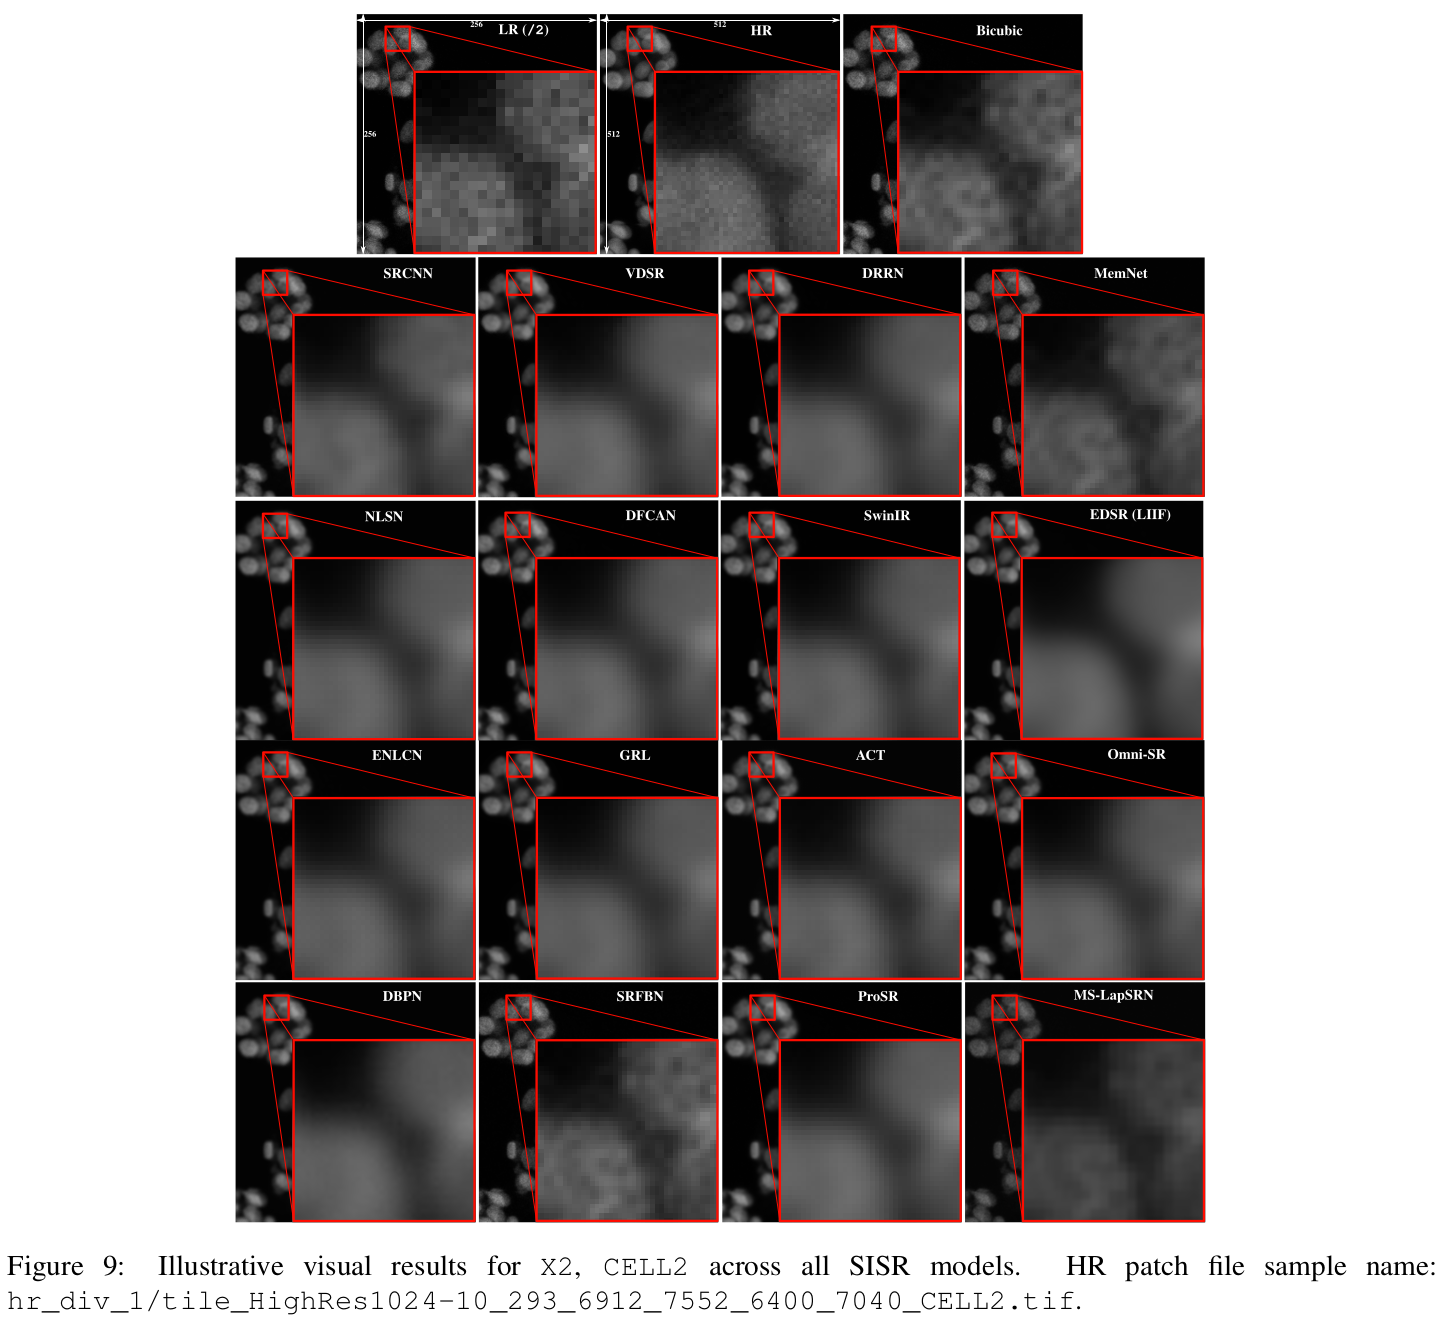 256 LR (/2) 512 HR Bicubic
256 512
SRCNN VDSR DRRN MemNet
NLSN DFCAN SwinIR EDSR (LIIF)
ENLCN GRL ACT Omni-SR
DBPN SRFBN ProSR MS-LapSRN
Figure 9: Illustrative visual results for X2, CELL2 across all SISR models. HR patch file sample name:
hr_div_1/tile_HighRes1024-10_293_6912_7552_6400_7040_CELL2.tif.